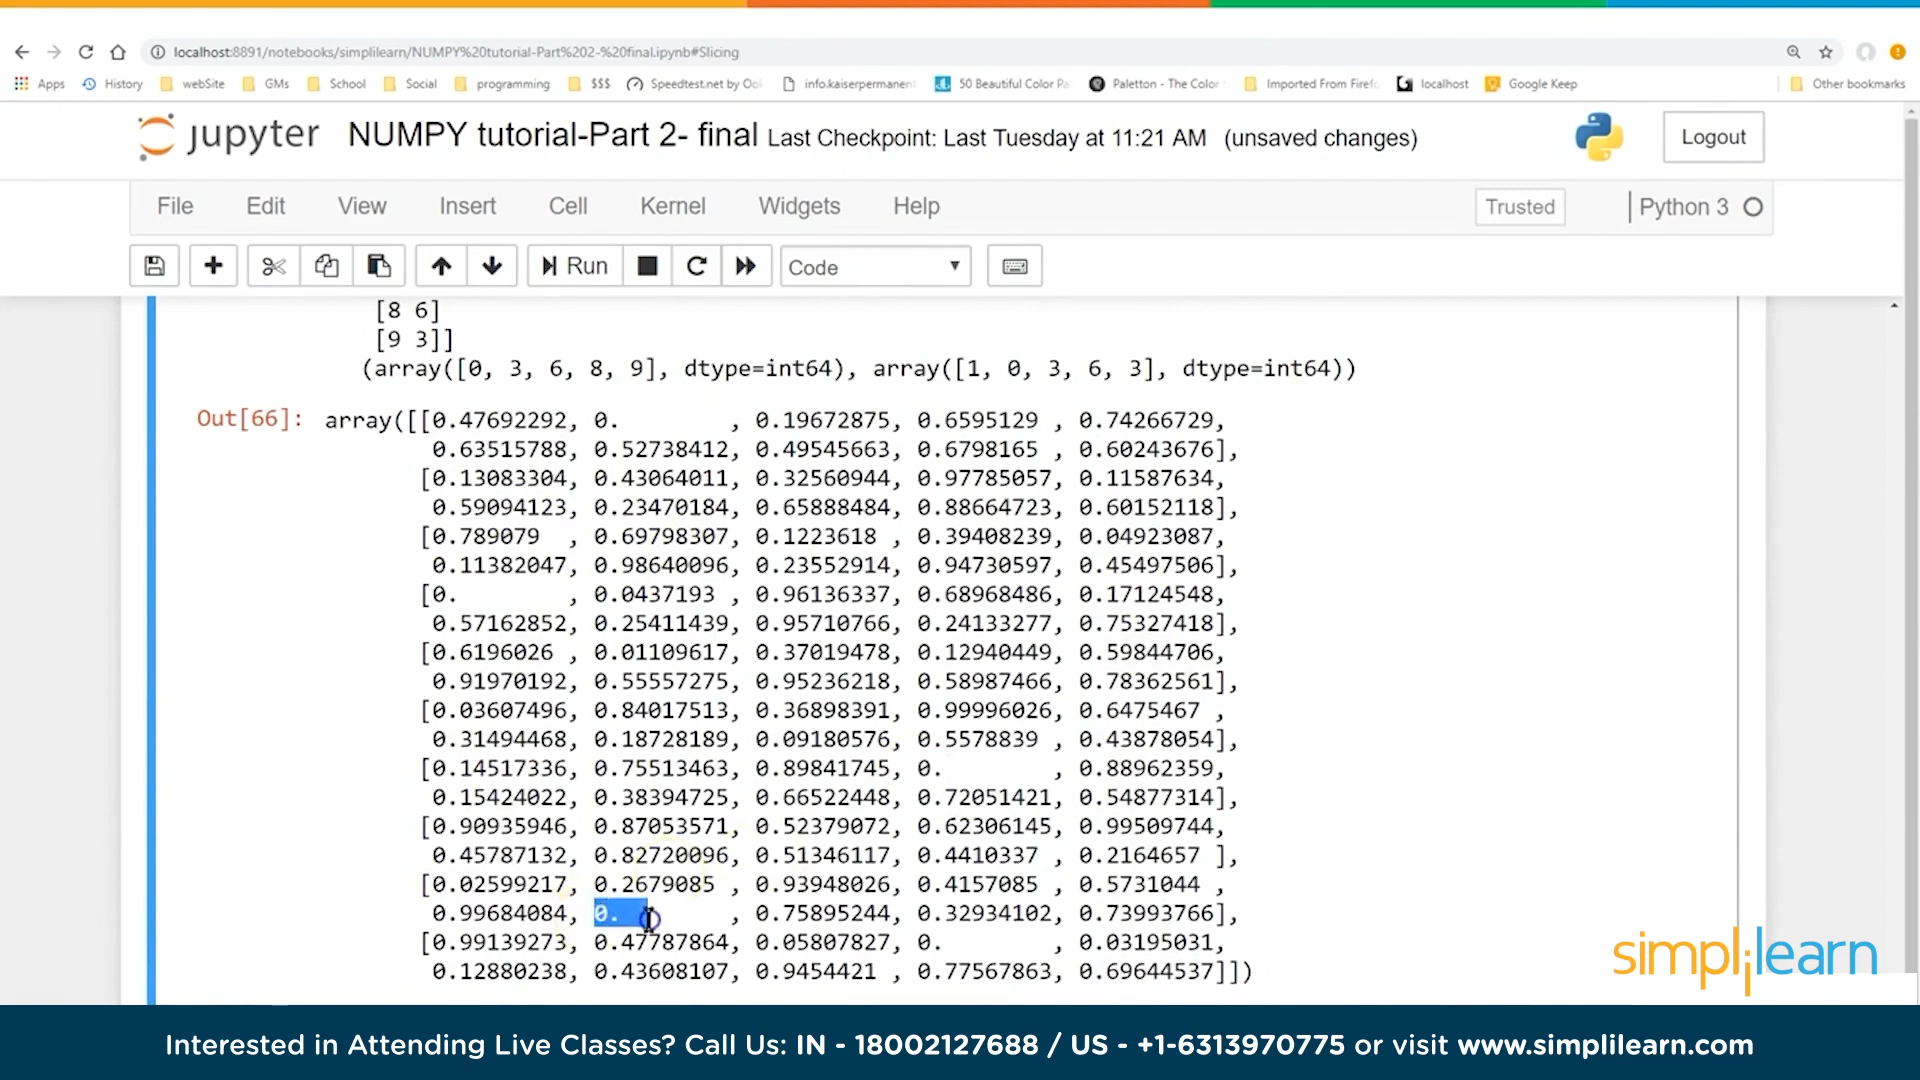 localhost:8891/notebooks/simplilearn/NUMPY%20tutorial-Part%202-%20final.ipynb#Slicing
Apps History webSite GMs School Social programming $$$ Speedtest.net by Ool info.kaiserpermanent 50 Beautiful Color Pa Paletton - The Color Imported From Firefo localhost Google Keep Other bookmarks
jupyter NUMPY tutorial-Part 2- final Last Checkpoint: Last Tuesday at 11:21 AM (unsaved changes) Logout
File Edit View Insert Cell Kernel Widgets Help Trusted Python 3
Run Code
[8 6]
[9 3]]
(array([0, 3, 6, 8, 9], dtype=int64), array([1, 0, 3, 6, 3], dtype=int64))
Out[66]: array([[0.47692292, 0. , 0.19672875, 0.6595129 , 0.74266729,
0.63515788, 0.52738412, 0.49545663, 0.6798165 , 0.60243676],
[0.13083304, 0.43064011, 0.32560944, 0.97785057, 0.11587634,
0.59094123, 0.23470184, 0.65888484, 0.88664723, 0.60152118],
[0.789079 , 0.69798307, 0.1223618 , 0.39408239, 0.04923087,
0.11382047, 0.98640096, 0.23552914, 0.94730597, 0.45497506],
[0. , 0.0437193 , 0.96136337, 0.68968486, 0.17124548,
0.57162852, 0.25411439, 0.95710766, 0.24133277, 0.75327418],
[0.6196026 , 0.01109617, 0.37019478, 0.12940449, 0.59844706,
0.91970192, 0.55557275, 0.95236218, 0.58987466, 0.78362561],
[0.03607496, 0.84017513, 0.36898391, 0.99996026, 0.6475467 ,
0.31494468, 0.18728189, 0.09180576, 0.5578839 , 0.43878054],
[0.14517336, 0.75513463, 0.89841745, 0. , 0.88962359,
0.15424022, 0.38394725, 0.66522448, 0.72051421, 0.54877314],
[0.90935946, 0.87053571, 0.52379072, 0.62306145, 0.99509744,
0.45787132, 0.82720096, 0.51346117, 0.4410337 , 0.2164657 ],
[0.02599217, 0.2679085 , 0.93948026, 0.4157085 , 0.5731044 ,
0.99684084, 0. , 0.75895244, 0.32934102, 0.73993766],
[0.99139273, 0.47787864, 0.05807827, 0. , 0.03195031,
0.12880238, 0.43608107, 0.9454421 , 0.77567863, 0.69644537]])
simplilearn
Interested in Attending Live Classes? Call Us: IN - 18002127688 / US - +1-6313970775 or visit www.simplilearn.com